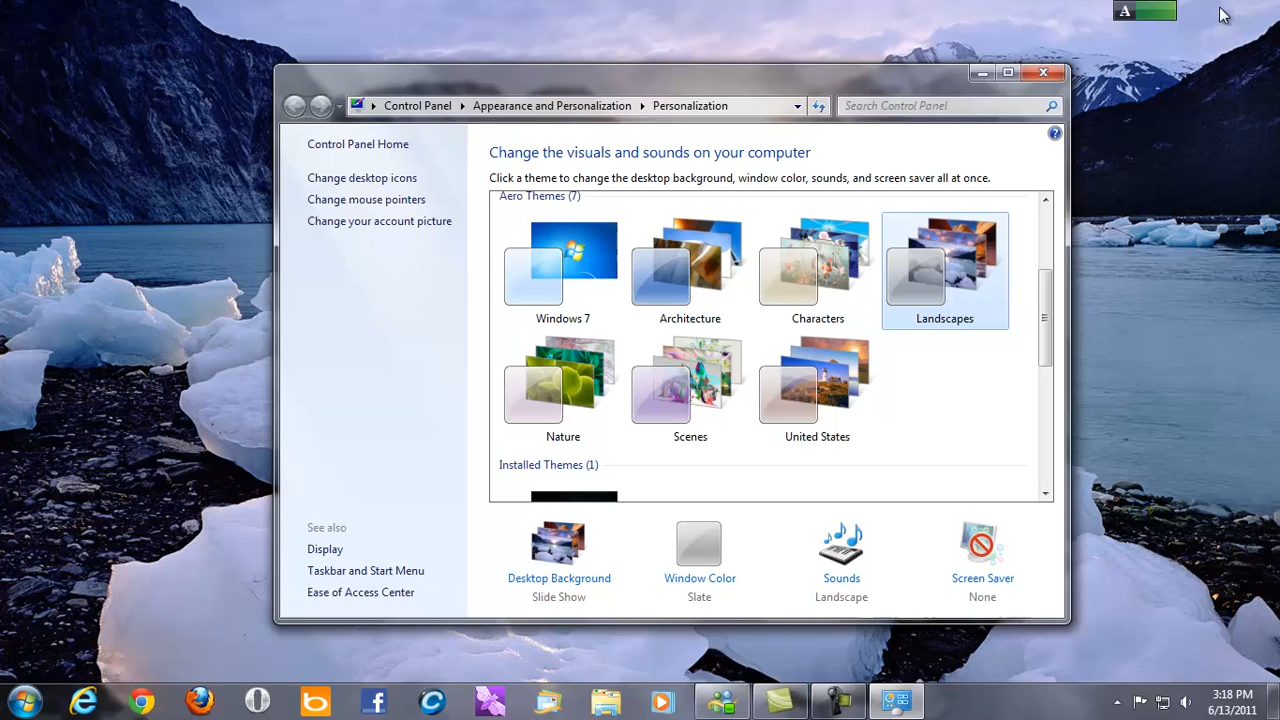 A
Control Panel Appearance and Personalization Personalization
Search Control Panel
Control Panel Home
Change desktop icons
Change mouse pointers
Change your account picture
See also
Display
Taskbar and Start Menu
Ease of Access Center
Change the visuals and sounds on your computer
Click a theme to change the desktop background, window color, sounds, and screen saver all at once.
Aero Themes (7)
Windows 7 Architecture Characters Landscapes
Nature Scenes United States
Installed Themes (1)
Desktop Background Window Color Sounds Screen Saver
Slide Show Slate Landscape None
3:18 PM
6/13/2011